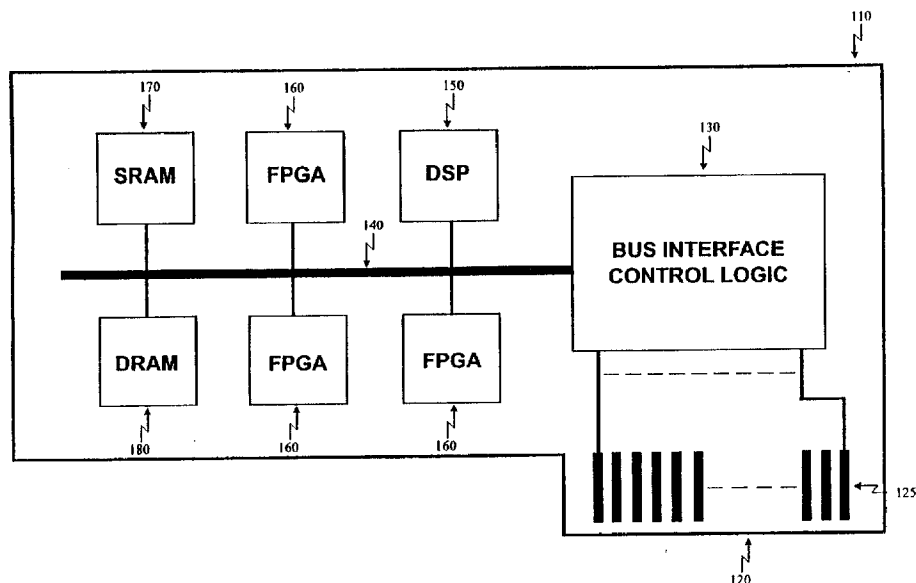 110
170
160
150
130
SRAM
FPGA
DSP
140
BUS INTERFACE
CONTROL LOGIC
DRAM
FPGA
FPGA
180
160
160
125
120